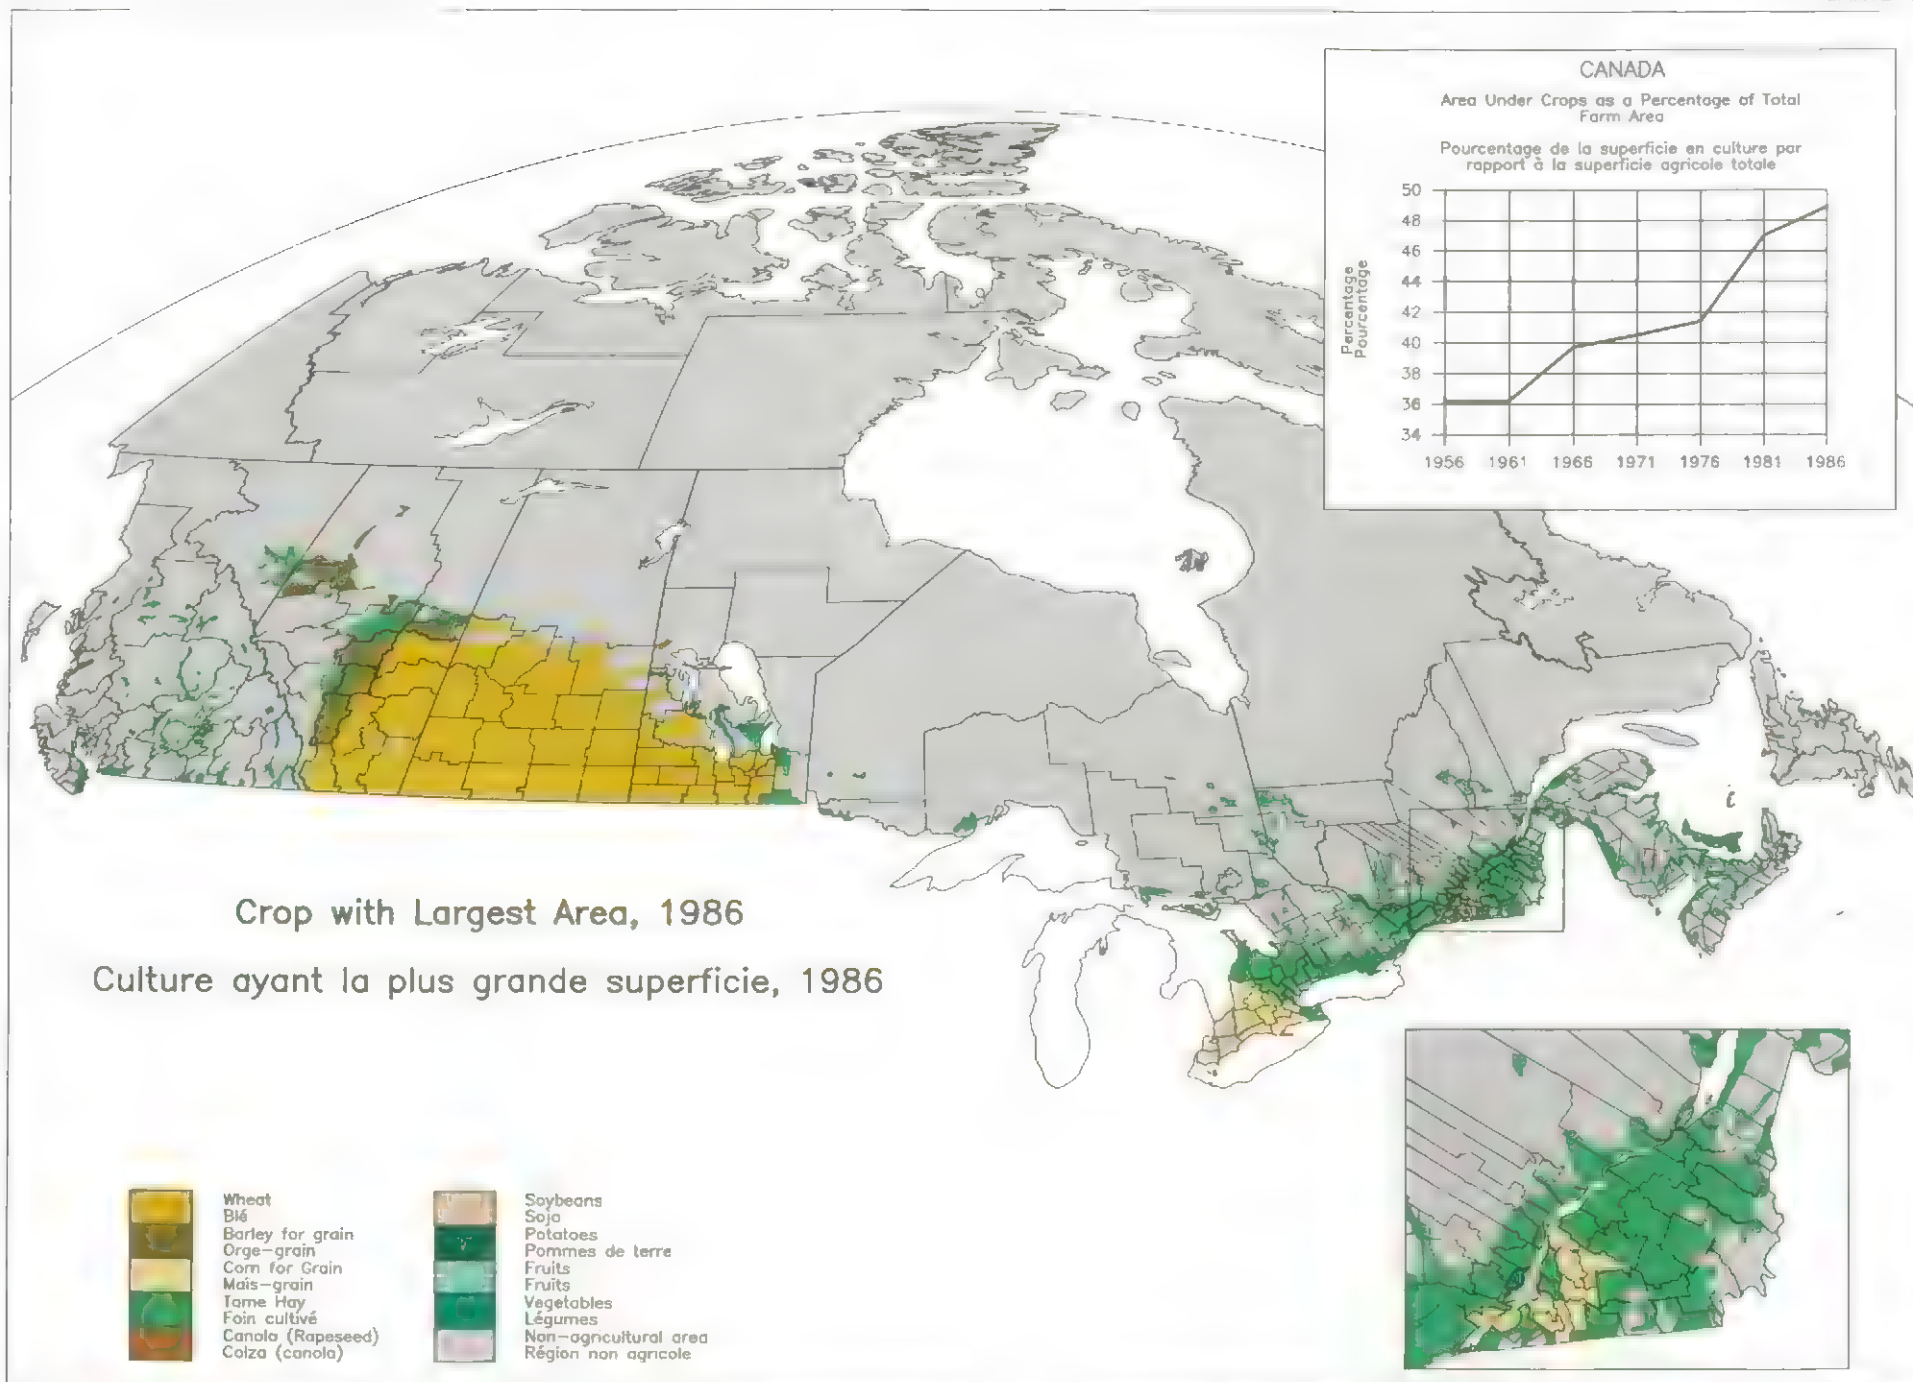 CANADA
Area Under Crops as a Percentage of Total
Farm Area
Pourcentage de la superficie en culture par
rapport à la superficie agricole totale
50
48
46
44
42
40
38
36
34
Percentage
Pourcentage
1956 1961 1966 1971 1976 1981 1986
Crop with Largest Area, 1986
Culture ayant la plus grande superficie, 1986
Wheat
Blé
Barley for grain
Orge-grain
Corn for Grain
Maïs-grain
Tame Hay
Foin cultivé
Canola (Rapeseed)
Colza (canola)
Soybeans
Soja
Potatoes
Pommes de terre
Fruits
Fruits
Vegetables
Légumes
Non-agricultural area
Région non agricole